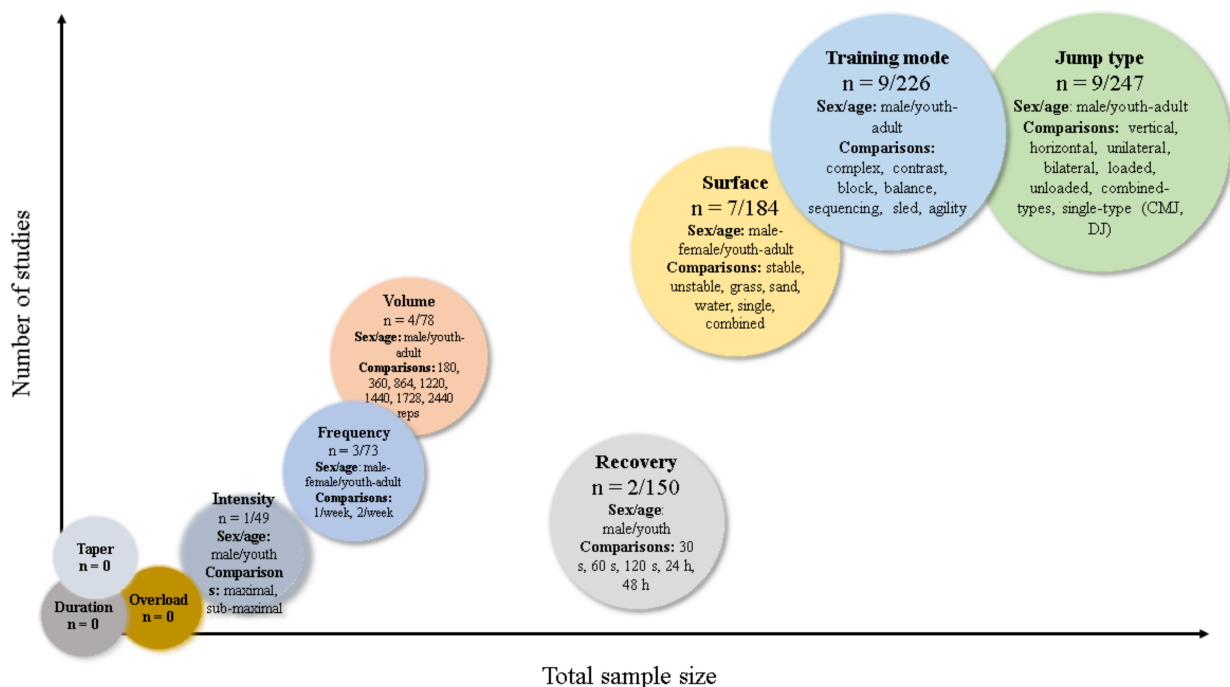 Number of studies
Training mode
n = 9/226
Sex/age: male/youth-
adult
Comparisons:
complex, contrast,
block, balance,
sequencing, sled, agility
Jump type
n = 9/247
Sex/age: male/youth-adult
Comparisons: vertical,
horizontal, unilateral,
bilateral, loaded,
unloaded, combined-
types, single-type (CMJ,
DJ)
Surface
n = 7/184
Sex/age: male-
female/youth-adult
Comparisons: stable,
unstable, grass, sand,
water, single,
combined
Volume
n = 4/78
Sex/age: male/youth-
adult
Comparisons: 180,
360, 864, 1220,
1440, 1728, 2440
reps
Frequency
n = 3/73
Sex/age: male-
female/youth-adult
Comparisons:
1/week, 2/week
Recovery
n = 2/150
Sex/age:
male/youth
Comparisons: 30
s, 60 s, 120 s, 24 h,
48 h
Intensity
n = 1/49
Sex/age:
male/youth
Comparison
s: maximal,
sub-maximal
Taper
n = 0
Duration
n = 0
Overload
n = 0
Total sample size